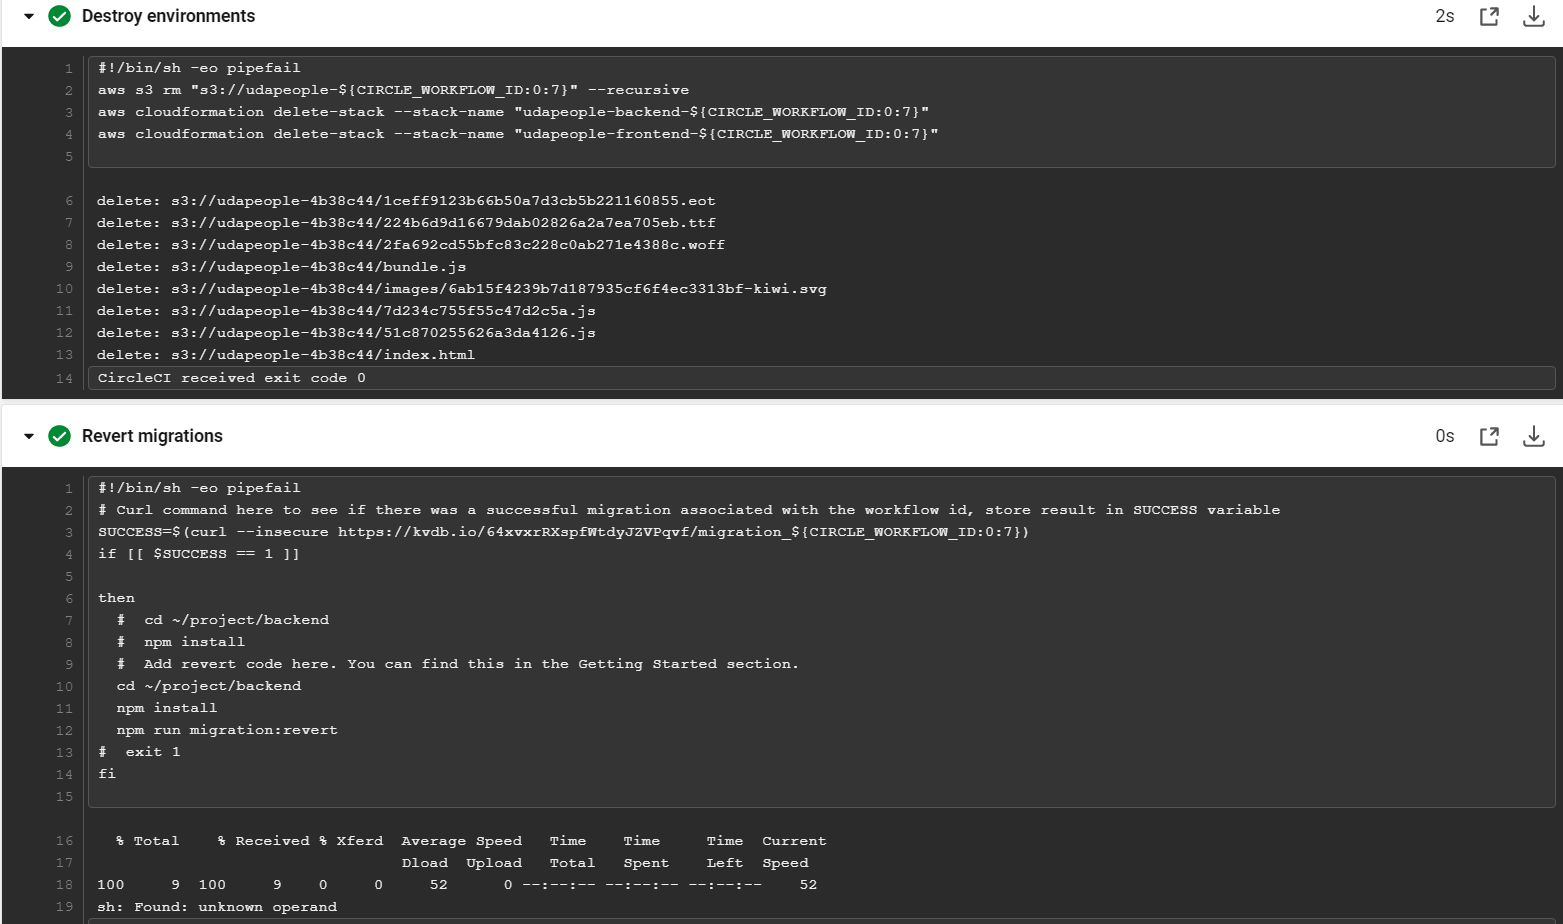 Destroy environments 2s
1 #!/bin/sh -eo pipefail
2 aws s3 rm "s3://udapeople-${CIRCLE_WORKFLOW_ID:0:7}" --recursive
3 aws cloudformation delete-stack --stack-name "udapeople-backend-${CIRCLE_WORKFLOW_ID:0:7}"
4 aws cloudformation delete-stack --stack-name "udapeople-frontend-${CIRCLE_WORKFLOW_ID:0:7}"
5
6 delete: s3://udapeople-4b38c44/1ceff9123b66b50a7d3cb5b221160855.eot
7 delete: s3://udapeople-4b38c44/224b6d9d16679dab02826a2a7ea705eb.ttf
8 delete: s3://udapeople-4b38c44/2fa692cd55bfc83c228c0ab271e4388c.woff
9 delete: s3://udapeople-4b38c44/bundle.js
10 delete: s3://udapeople-4b38c44/images/6ab15f4239b7d187935cf6f4ec3313bf-kiwi.svg
11 delete: s3://udapeople-4b38c44/7d234c755f55c47d2c5a.js
12 delete: s3://udapeople-4b38c44/51c870255626a3da4126.js
13 delete: s3://udapeople-4b38c44/index.html
14 CircleCI received exit code 0
Revert migrations 0s
1 #!/bin/sh -eo pipefail
2 # Curl command here to see if there was a successful migration associated with the workflow id, store result in SUCCESS variable
3 SUCCESS=$(curl --insecure https://kvdb.io/64xvxrRXspfWtdyJZVPqvf/migration_${CIRCLE_WORKFLOW_ID:0:7})
4 if [[ $SUCCESS == 1 ]]
5
6 then
7 # cd ~/project/backend
8 # npm install
9 # Add revert code here. You can find this in the Getting Started section.
10 cd ~/project/backend
11 npm install
12 npm run migration:revert
13 # exit 1
14 fi
15
16 % Total % Received % Xferd Average Speed Time Time Time Current
17 Dload Upload Total Spent Left Speed
18 100 9 100 9 0 0 52 0 --:--:-- --:--:-- --:--:-- 52
19 sh: Found: unknown operand